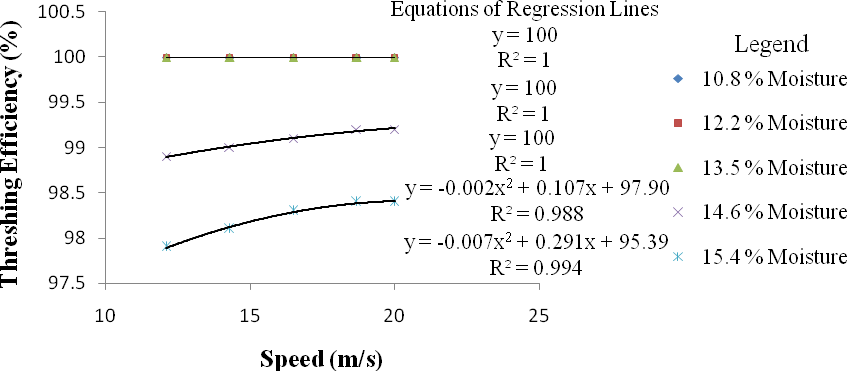 Equations of Regression Lines
y = 100
R² = 1
y = 100
R² = 1
y = 100
R² = 1
y = -0.002x² + 0.107x + 97.90
R² = 0.988
y = -0.007x² + 0.291x + 95.39
R² = 0.994
Legend
10.8 % Moisture
12.2 % Moisture
13.5 % Moisture
14.6 % Moisture
15.4 % Moisture
Threshing Efficiency (%)
100.5
100
99.5
99
98.5
98
97.5
10
15
20
25
Speed (m/s)